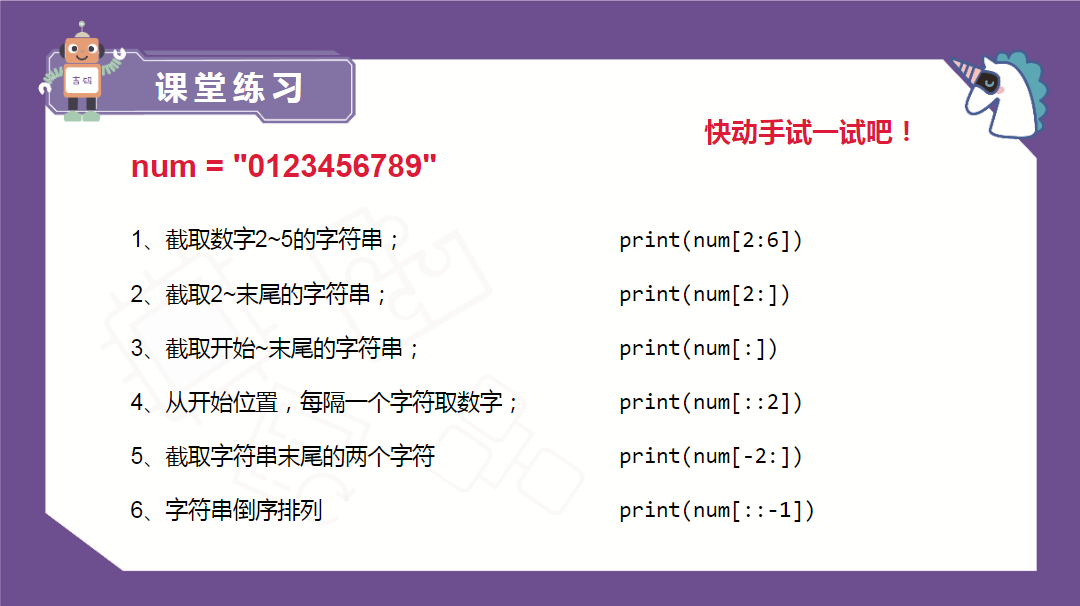 吉码
课堂练习
快动手试一试吧！
num = "0123456789"
1、截取数字2~5的字符串； print(num[2:6])
2、截取2~末尾的字符串； print(num[2:])
3、截取开始~末尾的字符串； print(num[:])
4、从开始位置，每隔一个字符取数字； print(num[::2])
5、截取字符串末尾的两个字符 print(num[-2:])
6、字符串倒序排列 print(num[::-1])